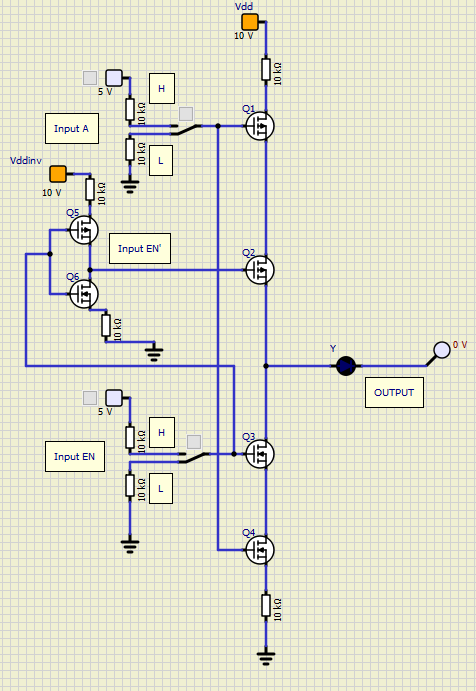 Vdd
10 V
10 kΩ
5 V
H
10 kΩ
Q1
Input A
10 kΩ
L
Vddinv
10 V
10 kΩ
Q5
Input EN'
Q2
Q6
10 kΩ
Y
0 V
OUTPUT
5 V
H
10 kΩ
Q3
Input EN
10 kΩ
L
Q4
10 kΩ